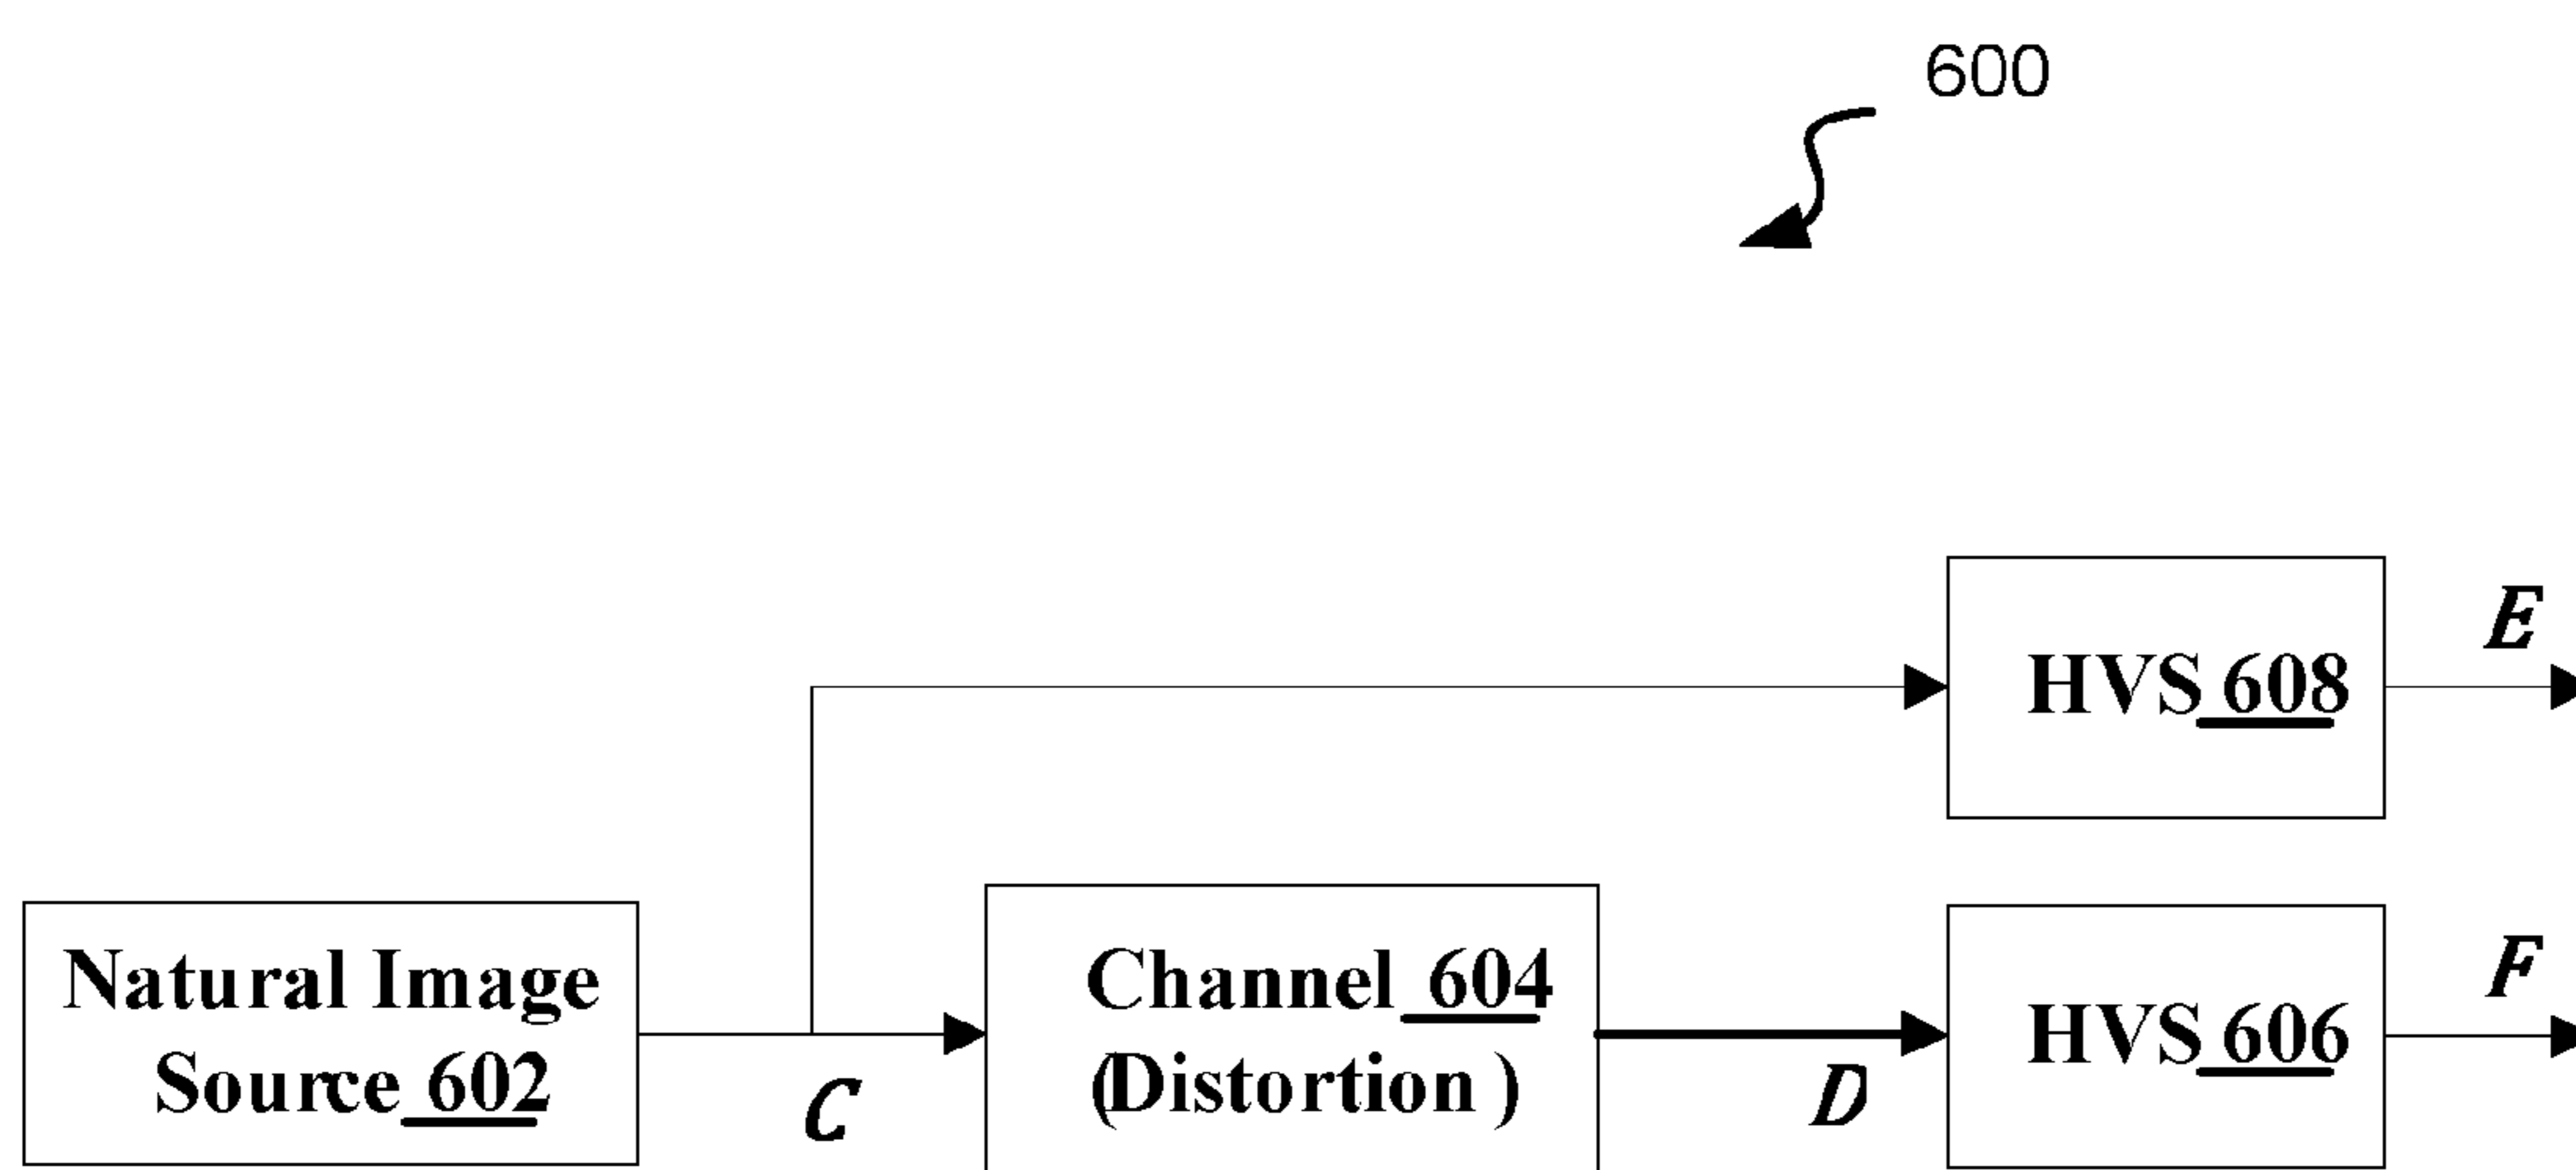 600
HVS 608
E
Natural Image
Source 602
C
Channel 604
(Distortion)
D
HVS 606
F